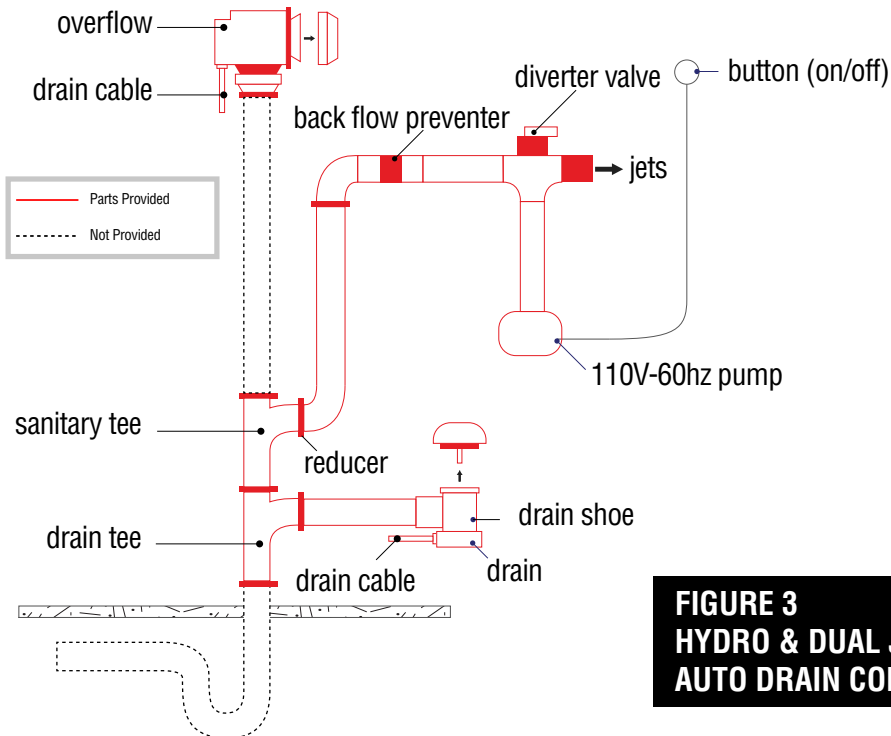 overflow
drain cable
button (on/off)
diverter valve
back flow preventer
jets
Parts Provided
Not Provided
110V-60hz pump
sanitary tee
reducer
drain shoe
drain tee
drain cable
drain
FIGURE 3
HYDRO & DUAL
AUTO DRAIN